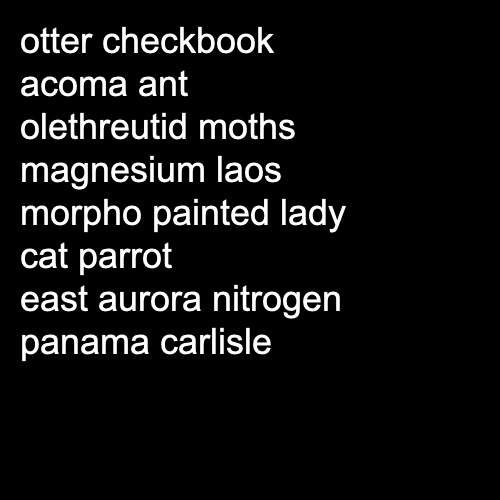 otter checkbook
acoma ant
olethreutid moths
magnesium laos
morpho painted lady
cat parrot
east aurora nitrogen
panama carlisle